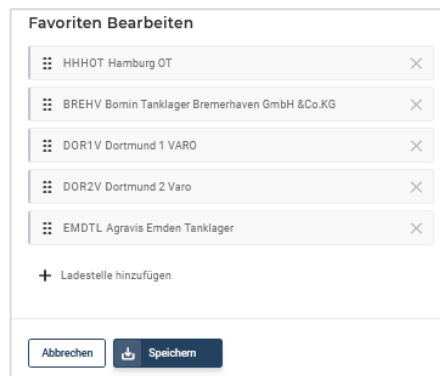 Favoriten Bearbeiten
HHHOT Hamburg OT
BREHV Bomin Tanklager Bremerhaven GmbH &Co.KG
DOR1V Dortmund 1 VARO
DOR2V Dortmund 2 Varo
EMDTL Agravis Emden Tanklager
Ladestelle hinzufügen
Abbrechen Speichern